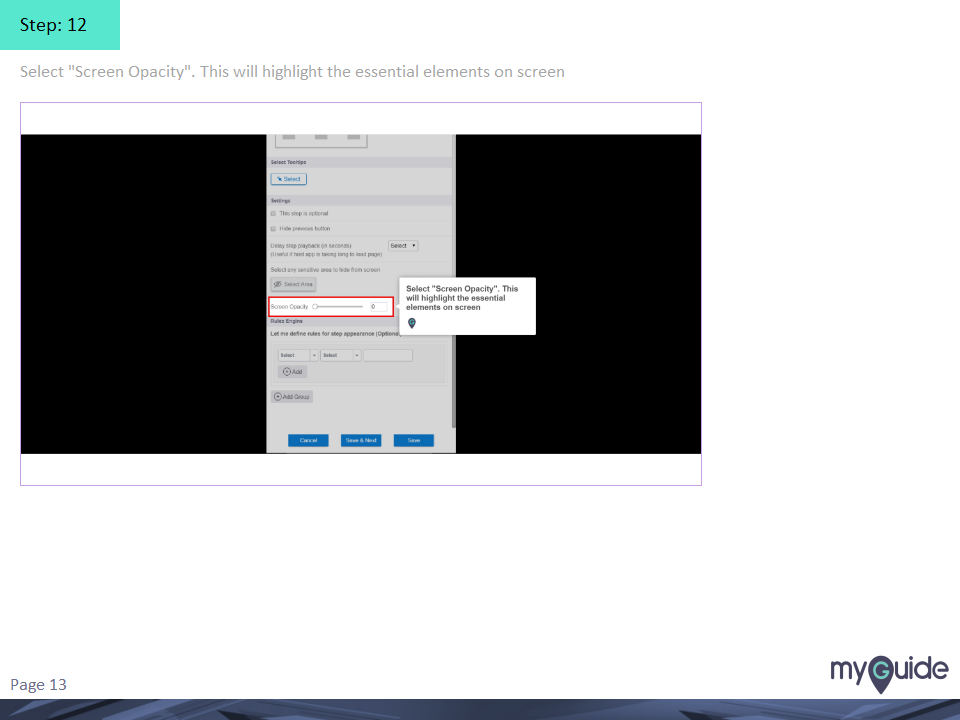 Step: 12
Select "Screen Opacity". This will highlight the essential elements on screen
Select Tooltips
Select
Settings
This step is optional
Hide previous button
Delay step playback (in seconds)
Select
(Useful if host app is taking long to load page)
Select any sensitive area to hide from screen
Select Area
Screen Opacity
0
Select "Screen Opacity". This
will highlight the essential
elements on screen
Rules Engine
Let me define rules for step appearance (Optional
Select
Select
Add
Add Group
Cancel
Save & Next
Save
Page 13
myGuide